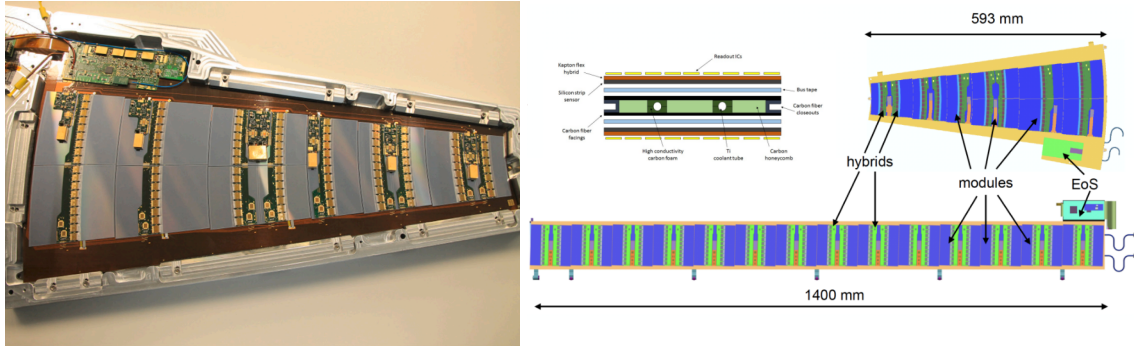 593 mm
Readout ICs
Kapton flex
hybrid
Silicon strip
sensor
Bus tape
Carbon fiber
closeouts
Carbon fiber
facings
High conductivity
carbon foam
Ti
coolant tube
Carbon
honeycomb
hybrids
modules
EoS
1400 mm